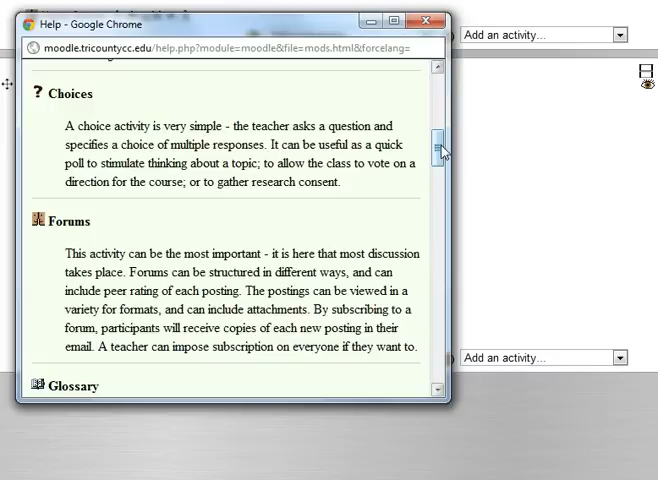 Help - Google Chrome
Add an activity...
moodle.tricountycc.edu/help.php?module=moodle&file=mods.html&forcelang=
? Choices
A choice activity is very simple - the teacher asks a question and
specifies a choice of multiple responses. It can be useful as a quick
poll to stimulate thinking about a topic; to allow the class to vote on a
direction for the course; or to gather research consent.
Forums
This activity can be the most important - it is here that most discussion
takes place. Forums can be structured in different ways, and can
include peer rating of each posting. The postings can be viewed in a
variety for formats, and can include attachments. By subscribing to a
forum, participants will receive copies of each new posting in their
email. A teacher can impose subscription on everyone if they want to.
Add an activity...
Glossary